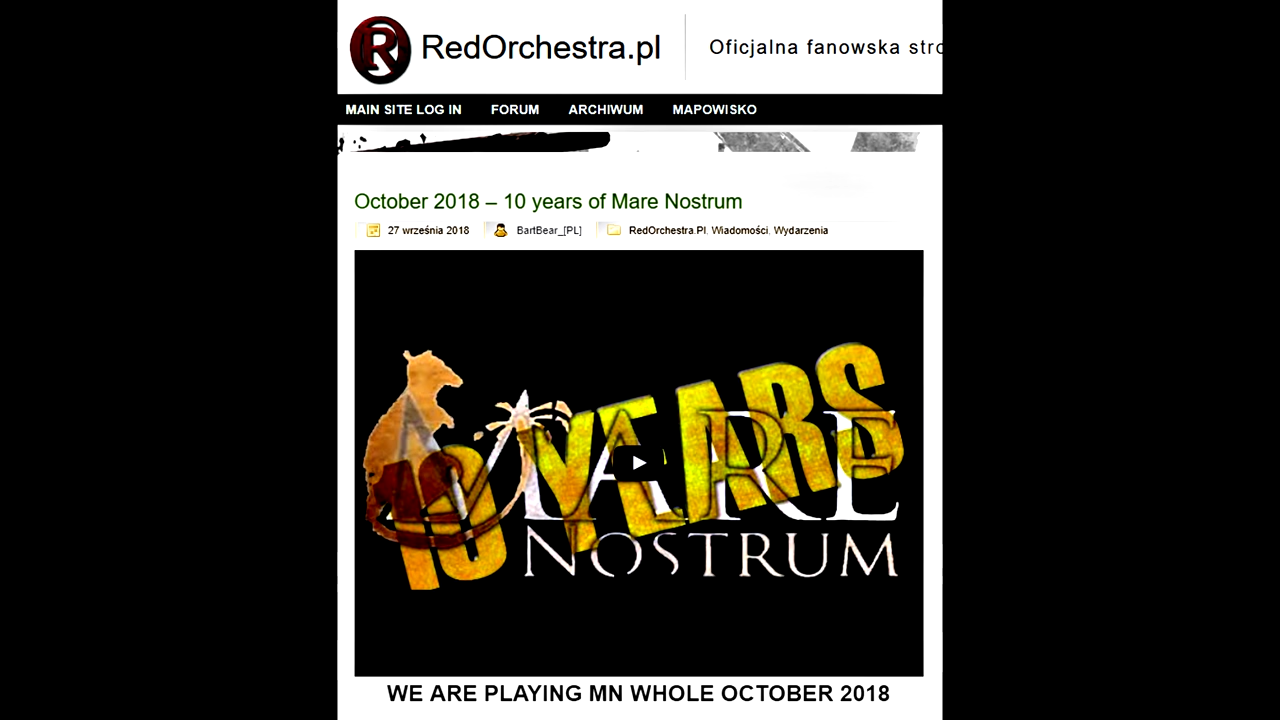 RedOrchestra.pl
Oficjalna fanowska stro
MAIN SITE LOG IN FORUM ARCHIWUM MAPOWISKO
October 2018 – 10 years of Mare Nostrum
27 września 2018 BartBear_[PL] RedOrchestra.Pl, Wiadomości, Wydarzenia
10 YEARS
MARE
NOSTRUM
WE ARE PLAYING MN WHOLE OCTOBER 2018